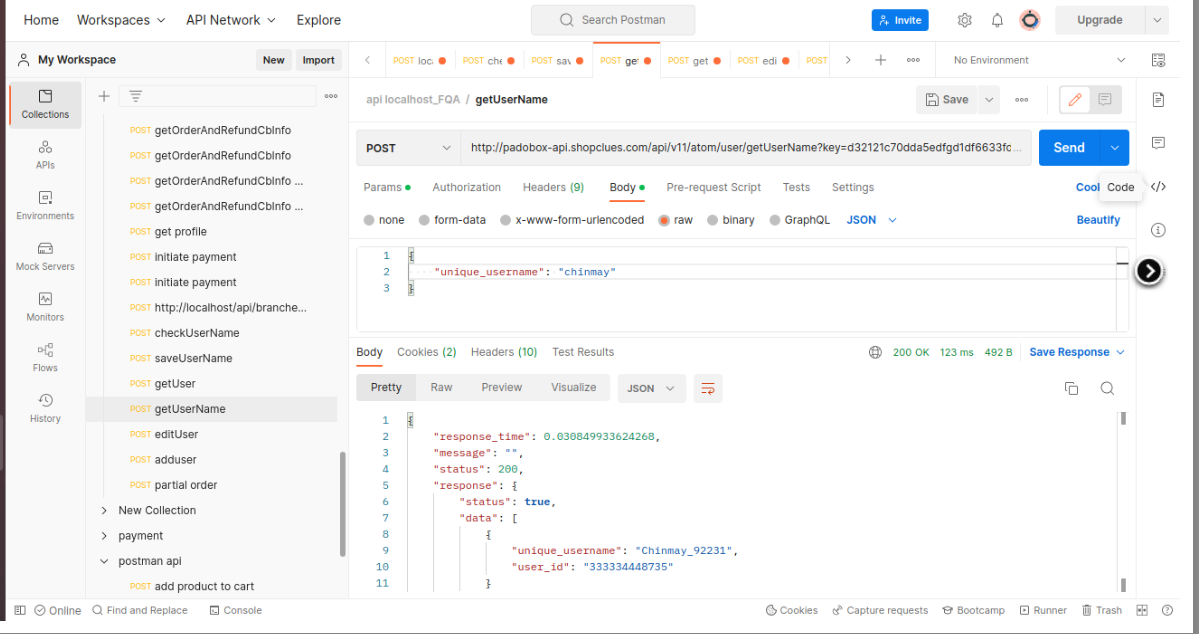 Home Workspaces API Network Explore Search Postman Invite Upgrade
My Workspace New Import
POST loc POST che POST sav POST get POST get POST edi POST No Environment
api localhost_FQA / getUserName Save
Collections
APIs
Environments
Mock Servers
Monitors
Flows
History
POST getOrderAndRefundCbInfo
POST getOrderAndRefundCbInfo
POST getOrderAndRefundCbInfo ...
POST getOrderAndRefundCbInfo ...
POST get profile
POST initiate payment
POST initiate payment
POST http://localhost/api/branche...
POST checkUserName
POST saveUserName
POST getUser
POST getUserName
POST editUser
POST adduser
POST partial order
New Collection
payment
postman api
POST add product to cart
POST http://padobox-api.shopclues.com/api/v11/atom/user/getUserName?key=d32121c70dda5edfgd1df6633fc... Send
Params Authorization Headers (9) Body Pre-request Script Tests Settings Cool Code </>
none form-data x-www-form-urlencoded raw binary GraphQL JSON Beautify
1 {
2 "unique_username": "chinmay"
3 }
Body Cookies (2) Headers (10) Test Results 200 OK 123 ms 492 B Save Response
Pretty Raw Preview Visualize JSON
1 {
2 "response_time": 0.030849933624268,
3 "message": "",
4 "status": 200,
5 "response": {
6 "status": true,
7 "data": [
8 {
9 "unique_username": "Chinmay_92231",
10 "user_id": "333334448735"
11 }
Online Find and Replace Console Cookies Capture requests Bootcamp Runner Trash